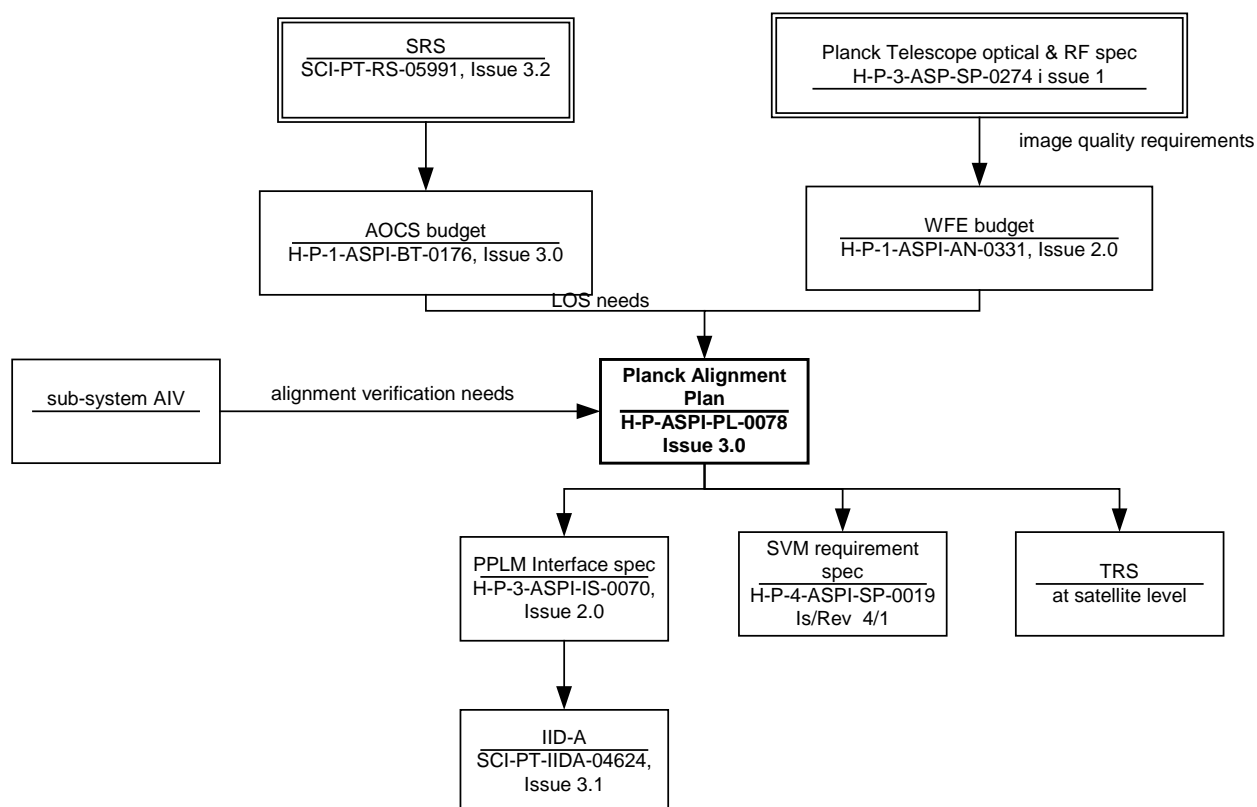 SRS
SCI-PT-RS-05991, Issue 3.2
Planck Telescope optical & RF spec
H-P-3-ASP-SP-0274 i ssue 1
image quality requirements
AOCS budget
H-P-1-ASPI-BT-0176, Issue 3.0
WFE budget
H-P-1-ASPI-AN-0331, Issue 2.0
LOS needs
sub-system AIV
alignment verification needs
Planck Alignment
Plan
H-P-ASPI-PL-0078
Issue 3.0
PPLM Interface spec
H-P-3-ASPI-IS-0070,
Issue 2.0
SVM requirement
spec
H-P-4-ASPI-SP-0019
Is/Rev 4/1
TRS
at satellite level
IID-A
SCI-PT-IIDA-04624,
Issue 3.1